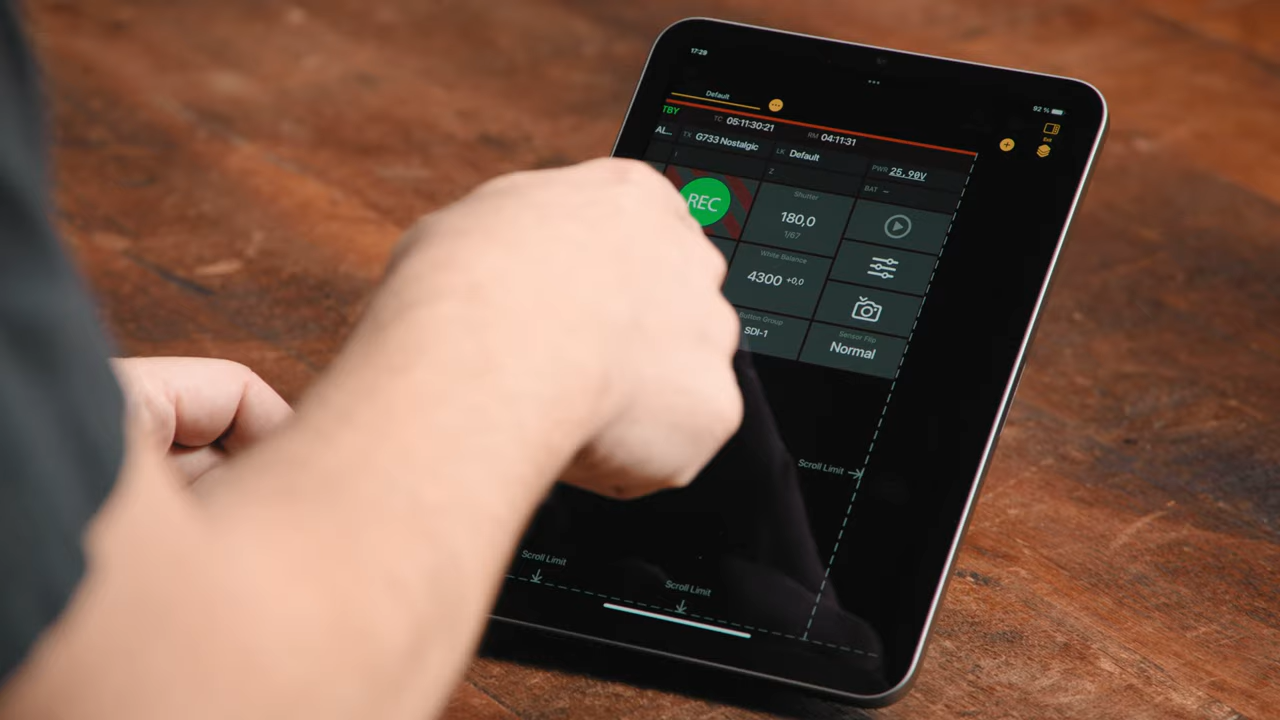 17:29
92 %
Default
Exit
TBY
TC 05:11:30:21
RM 04:11:31
AL...
TX G733 Nostalgic
LK Default
PWR 25,90V
BAT –
REC
Shutter
180,0
1/67
White Balance
4300 +0,0
Button Group
SDI-1
Sensor Flip
Normal
Scroll Limit
Scroll Limit
Scroll Limit